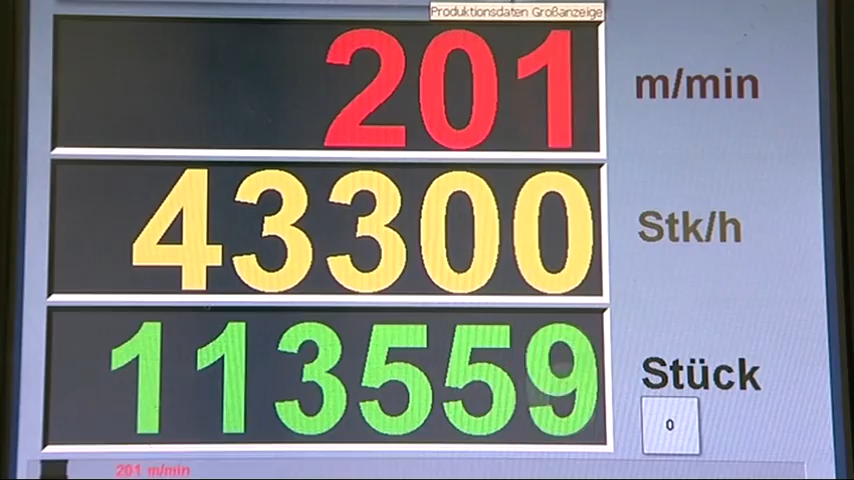 Produktionsdaten Großanzeige
201 m/min
43300 Stk/h
113559 Stück
0
201 m/min